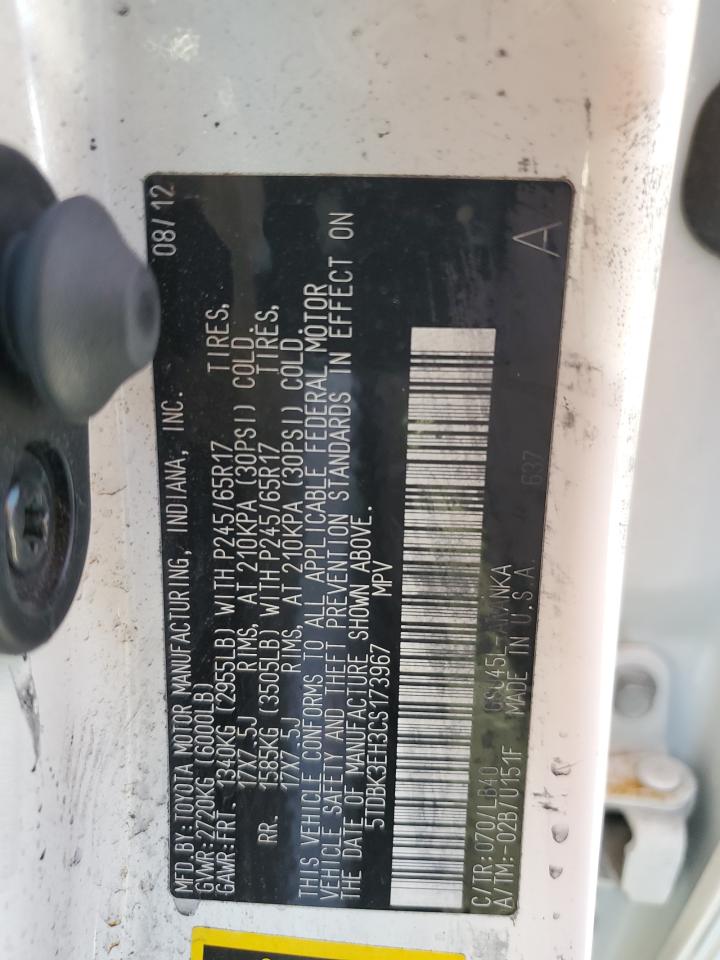 MFD.BY:TOYOTA MOTOR MANUFACTURING, INDIANA, INC. 08/12
GVWR:2720KG (6000LB)
GAWR:FRT. 1340KG (2955LB) WITH P245/65R17 TIRES,
17X7.5J RIMS, AT 210KPA (30PSI) COLD.
RR. 1585KG (3505LB) WITH P245/65R17 TIRES,
17X7.5J RIMS, AT 210KPA (30PSI) COLD.
THIS VEHICLE CONFORMS TO ALL APPLICABLE FEDERAL MOTOR
VEHICLE SAFETY AND THEFT PREVENTION STANDARDS IN EFFECT ON
THE DATE OF MANUFACTURE SHOWN ABOVE.
5TDBK3EH3CS173967 MPV
C/TR:070/LB40 637
A/TM:-02B/U151F MADE IN U.S.A. A